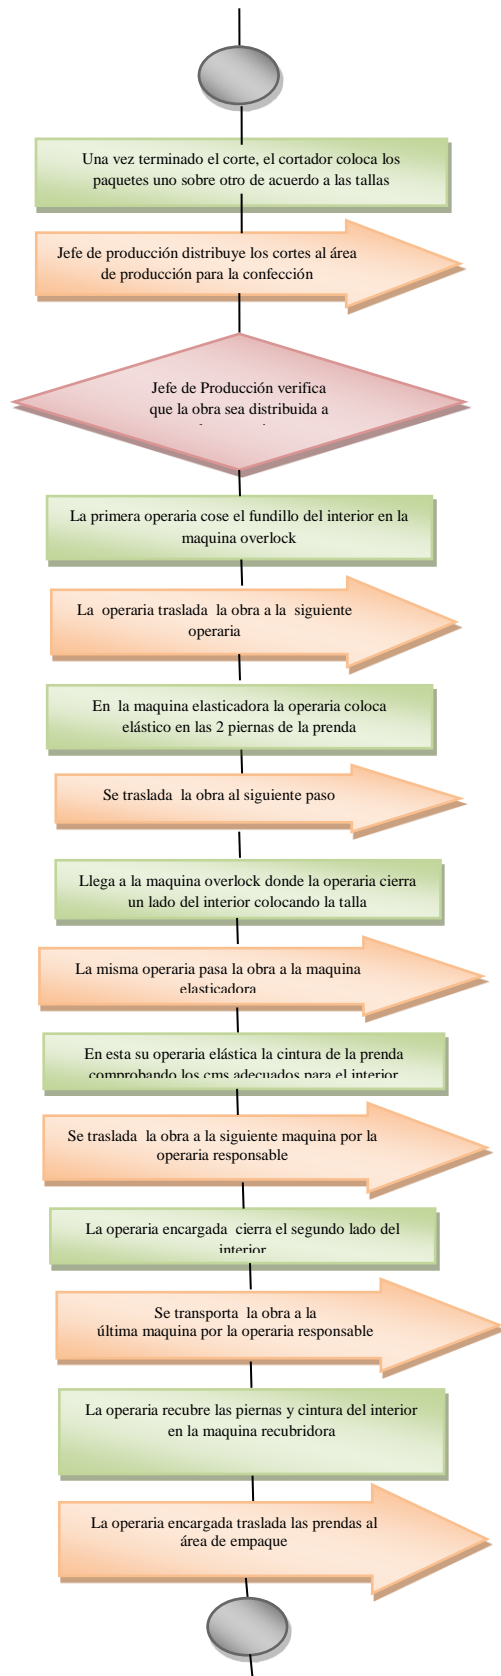 Una vez terminado el corte, el cortador coloca los
paquetes uno sobre otro de acuerdo a las tallas
Jefe de producción distribuye los cortes al área
de producción para la confección
Jefe de Producción verifica
que la obra sea distribuida a
La primera operaria cose el fundillo del interior en la
maquina overlock
La operaria traslada la obra a la siguiente
operaria
En la maquina elasticadora la operaria coloca
elástico en las 2 piernas de la prenda
Se traslada la obra al siguiente paso
Llega a la maquina overlock donde la operaria cierra
un lado del interior colocando la talla
La misma operaria pasa la obra a la maquina
elasticadora
En esta su operaria elástica la cintura de la prenda
comprobando los cms adecuados para el interior
Se traslada la obra a la siguiente maquina por la
operaria responsable
La operaria encargada cierra el segundo lado del
interior
Se transporta la obra a la
última maquina por la operaria responsable
La operaria recubre las piernas y cintura del interior
en la maquina recubridora
La operaria encargada traslada las prendas al
área de empaque